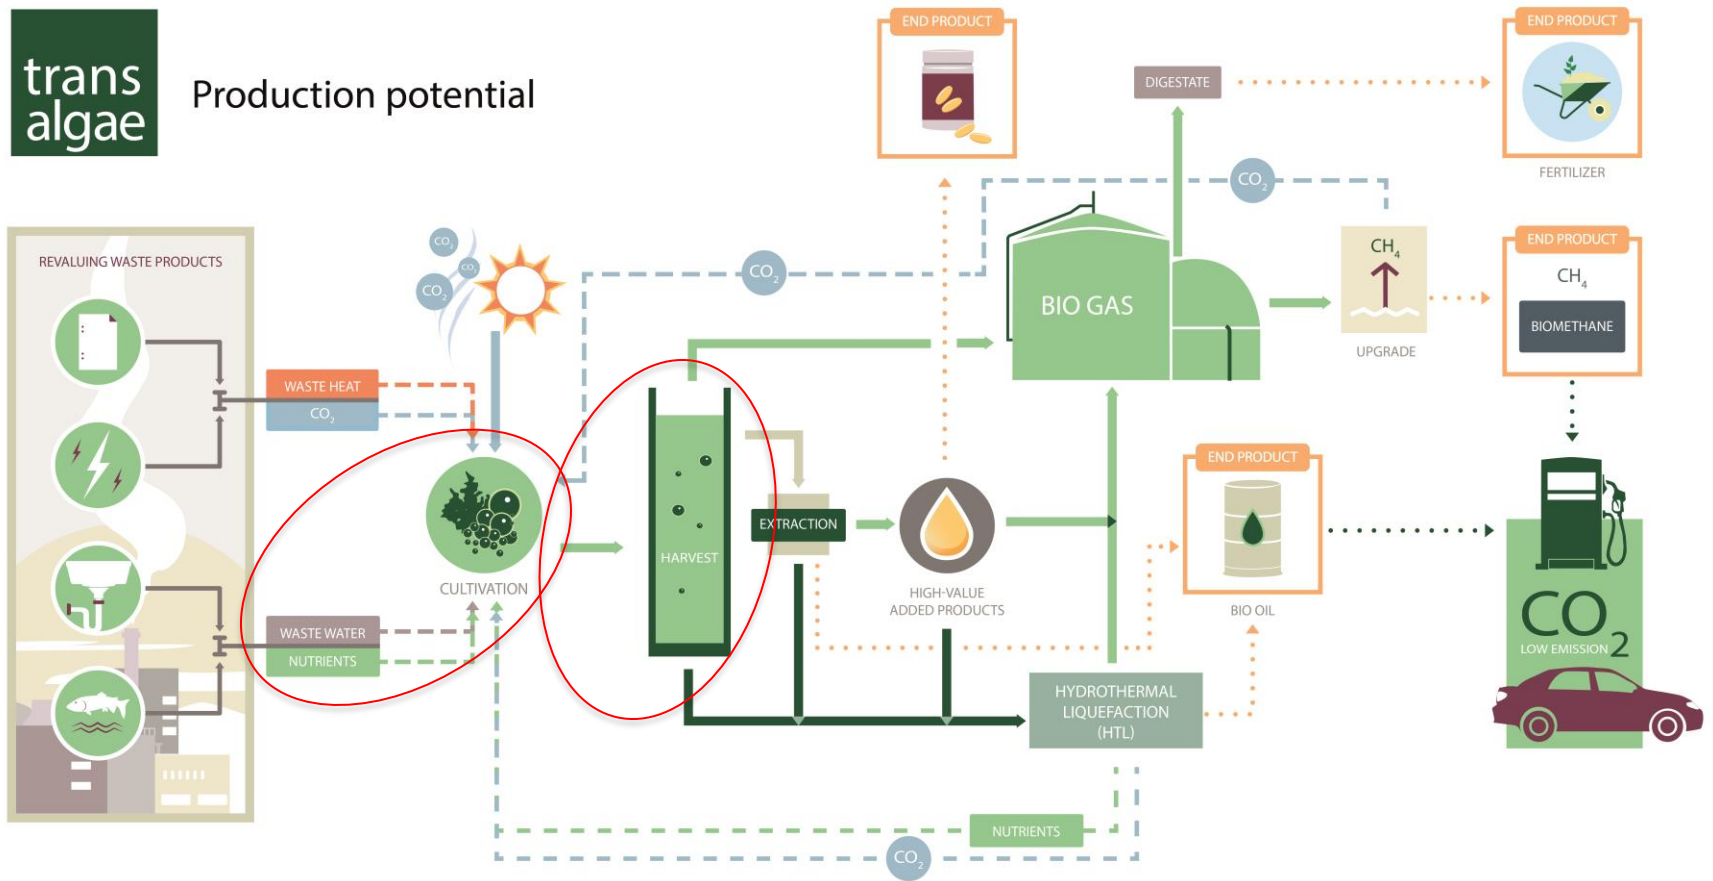 trans
algae
Production potential
END PRODUCT
END PRODUCT
DIGESTATE
FERTILIZER
CO2
REVALUING WASTE PRODUCTS
CO2
CO2
CO2
CO2
BIO GAS
CH4
UPGRADE
END PRODUCT
CH4
BIOMETHANE
WASTE HEAT
CO2
HARVEST
EXTRACTION
CULTIVATION
HIGH-VALUE
ADDED PRODUCTS
END PRODUCT
BIO OIL
WASTE WATER
NUTRIENTS
CO2
LOW EMISSION
HYDROTHERMAL
LIQUEFACTION
(HTL)
NUTRIENTS
CO2